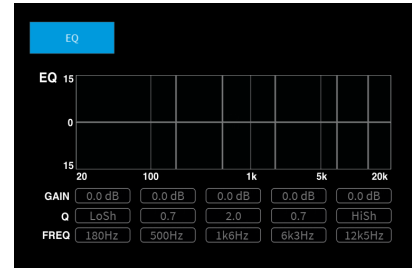 EQ
EQ 15
0
15
20 100 1k 5k 20k
GAIN 0.0 dB 0.0 dB 0.0 dB 0.0 dB 0.0 dB
Q LoSh 0.7 2.0 0.7 HiSh
FREQ 180Hz 500Hz 1k6Hz 6k3Hz 12k5Hz